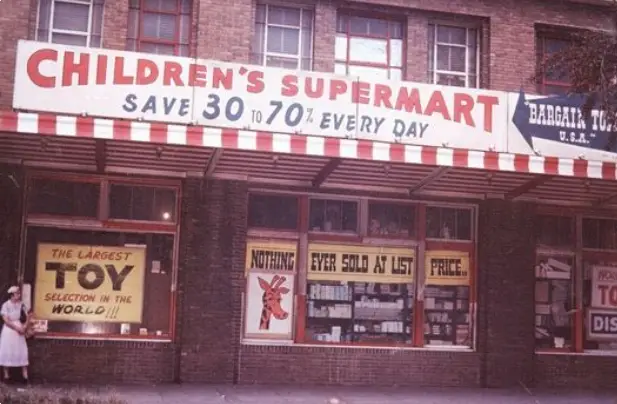 CHILDREN'S SUPERMART
SAVE 30 TO 70% EVERY DAY
"BARGAIN TO
U.S.A."
THE LARGEST
TOY
SELECTION IN THE
WORLD!!!
NOTHING EVER SOLD AT LIST PRICE..
TO
DIS